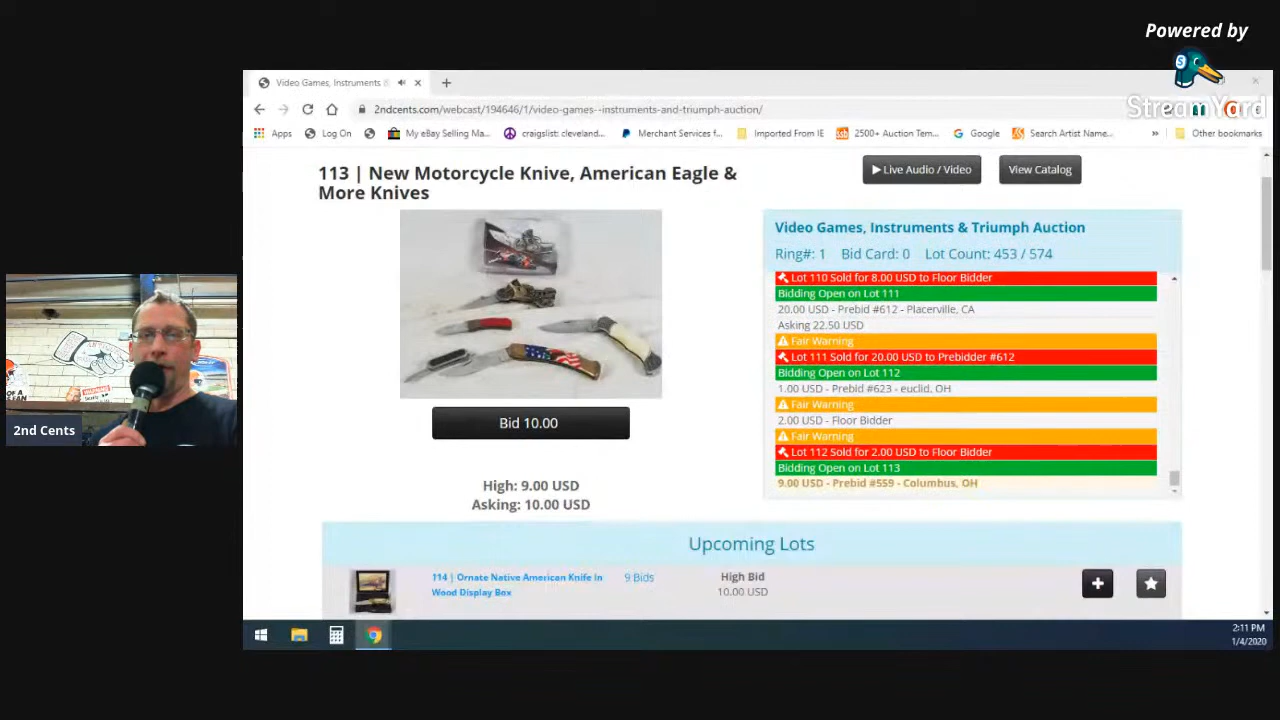 Powered by
StreamYard
Video Games, Instruments &
2ndcents.com/webcast/194646/1/video-games--instruments-and-triumph-auction/
Apps
Log On
My eBay Selling Ma...
craigslist: cleveland...
Merchant Services f...
Imported From IE
2500+ Auction Tem...
Google
Search Artist Name...
»
Other bookmarks
113 | New Motorcycle Knive, American Eagle &
More Knives
Live Audio / Video
View Catalog
Bid 10.00
High: 9.00 USD
Asking: 10.00 USD
Video Games, Instruments & Triumph Auction
Ring#: 1 Bid Card: 0 Lot Count: 453 / 574
Lot 110 Sold for 8.00 USD to Floor Bidder
Bidding Open on Lot 111
20.00 USD - Prebid #612 - Placerville, CA
Asking 22.50 USD
Fair Warning
Lot 111 Sold for 20.00 USD to Prebidder #612
Bidding Open on Lot 112
1.00 USD - Prebid #623 - euclid, OH
Fair Warning
2.00 USD - Floor Bidder
Fair Warning
Lot 112 Sold for 2.00 USD to Floor Bidder
Bidding Open on Lot 113
9.00 USD - Prebid #559 - Columbus, OH
2nd Cents
Upcoming Lots
114 | Ornate Native American Knife In
Wood Display Box
9 Bids
High Bid
10.00 USD
2:11 PM
1/4/2020